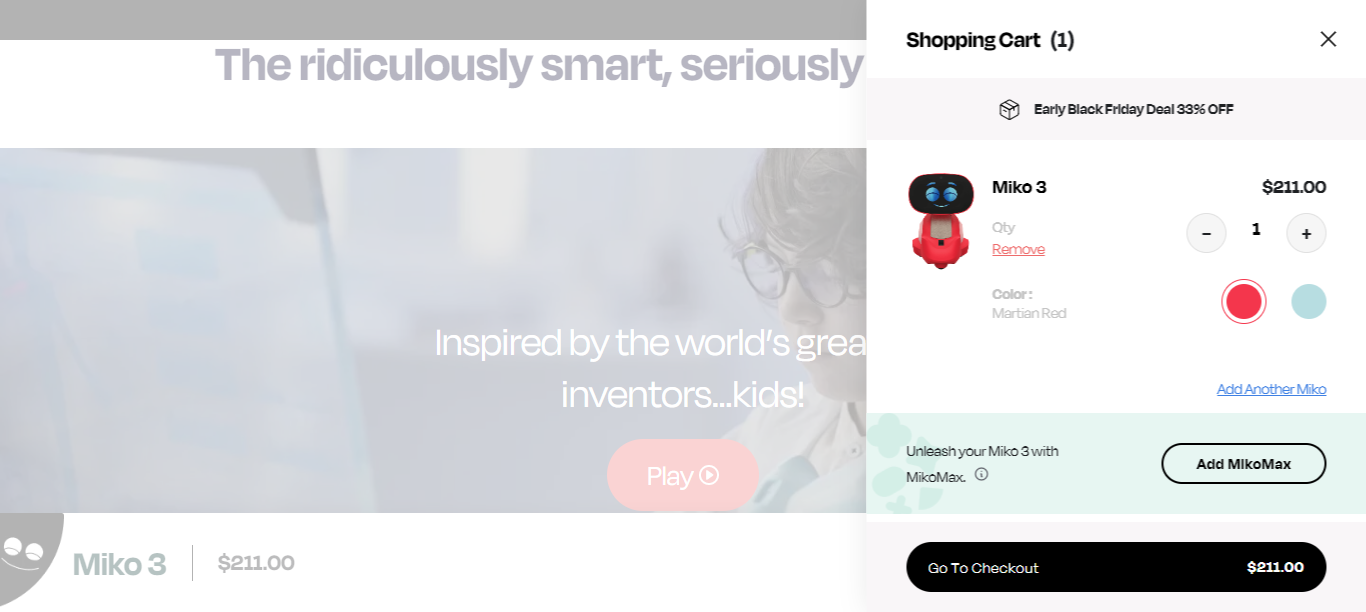 The ridiculously smart, seriously
Inspired by the world's grea
inventors...kids!
Play
Miko 3
$211.00
Shopping Cart (1)
Early Black Friday Deal 33% OFF
Miko 3
$211.00
Qty
Remove
- 1 +
Color :
Martian Red
Add Another Miko
Unleash your Miko 3 with
MikoMax.
Add MikoMax
Go To Checkout
$211.00